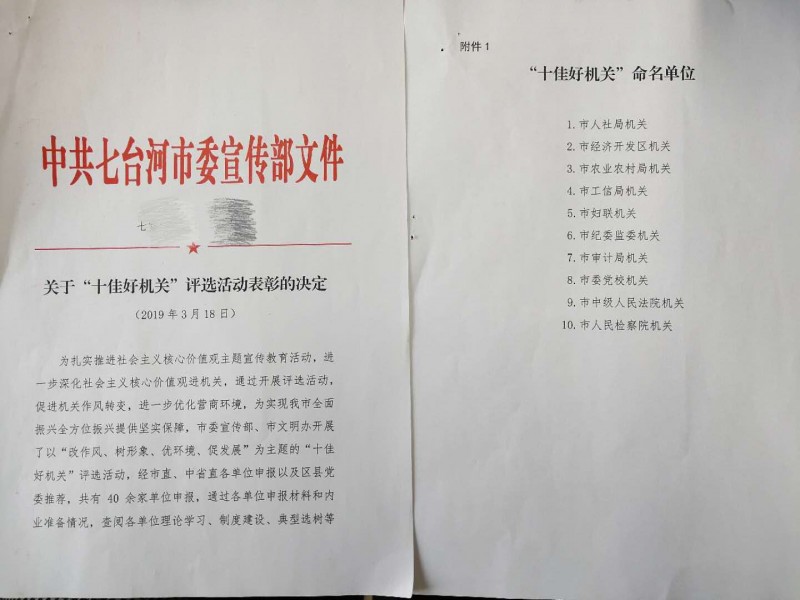 中共七台河市委宣传部文件
七
关于“十佳好机关”评选活动表彰的决定
（2019 年 3 月 18 日）
为扎实推进社会主义核心价值观主题宣传教育活动，进
一步深化社会主义核心价值观进机关，通过开展评选活动，
促进机关作风转变，进一步优化营商环境，为实现我市全面
振兴全方位振兴提供坚实保障，市委宣传部、市文明办开展
了以“改作风、树形象、优环境、促发展”为主题的“十佳
好机关”评选活动，经市直、中省直各单位申报以及区县党
委推荐，共有 40 余家单位申报，通过各单位申报材料和内
业准备情况，查阅各单位理论学习、制度建设、典型选树等
附件 1
“十佳好机关”命名单位
1. 市人社局机关
2. 市经济开发区机关
3. 市农业农村局机关
4. 市工信局机关
5. 市妇联机关
6. 市纪委监委机关
7. 市审计局机关
8. 市委党校机关
9. 市中级人民法院机关
10. 市人民检察院机关